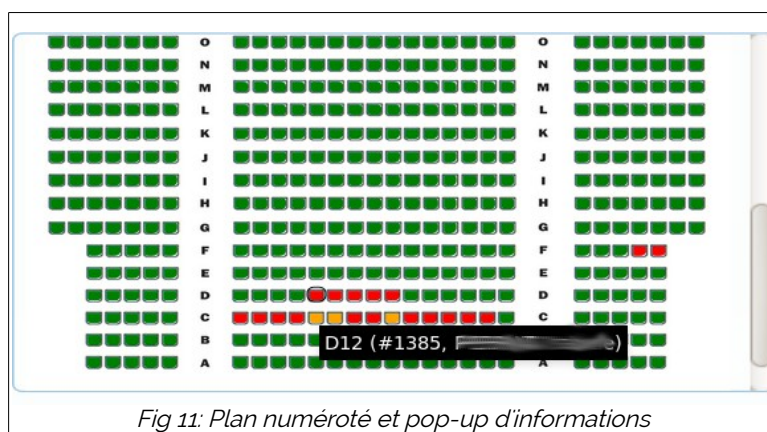 O O
N N
M M
L L
K K
J J
I I
H H
G G
F F
E E
D D
C C
B
A A
D12 (#1385, e)
Fig 11: Plan numéroté et pop-up d'informations